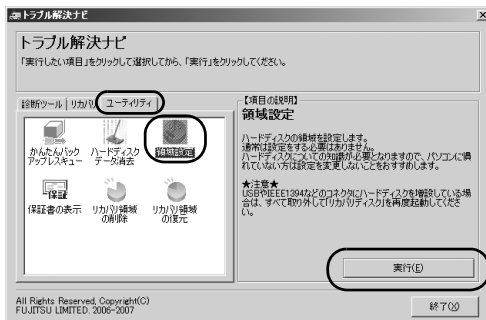 トラブル解決ナビ
トラブル解決ナビ
「実行したい項目」をクリックして選択してから、「実行」をクリックしてください。
診断ツール
リカバリ
ユーティリティ
かんたんバック
アップレスキュー
ハードディスク
データ消去
領域設定
保証書の表示
リカバリ領域
の削除
リカバリ領域
の復元
【項目の説明】
領域設定
ハードディスクの領域を設定します。
通常は設定をする必要はありません。
ハードディスクについての知識が必要となりますので、パソコンに慣
れていない方は設定を変更しないことをおすすめします。
★注意★
USBやIEEE1394などのコネクタにハードディスクを増設している場
合は、すべて取り外して「リカバリディスク」を再度起動してくださ
い。
実行(E)
All Rights Reserved, Copyright(C)
FUJITSU LIMITED. 2006-2007
終了(X)